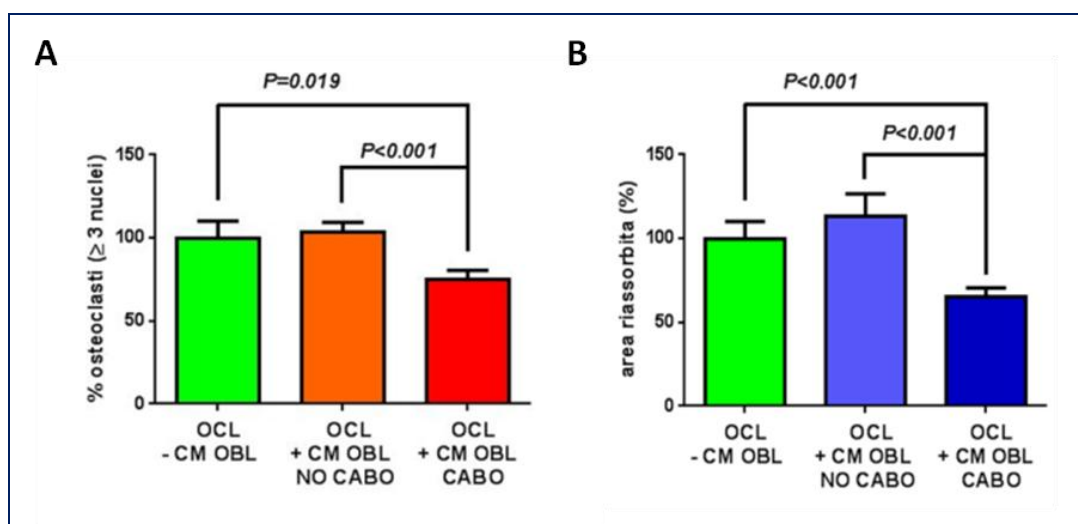 A
P=0.019
P<0.001
% osteoclasti (≥ 3 nuclei)
150
100
50
0
OCL
- CM OBL
OCL
+ CM OBL
NO CABO
OCL
+ CM OBL
CABO
B
P<0.001
P<0.001
area riassorbita (%)
150
100
50
0
OCL
- CM OBL
OCL
+ CM OBL
NO CABO
OCL
+ CM OBL
CABO